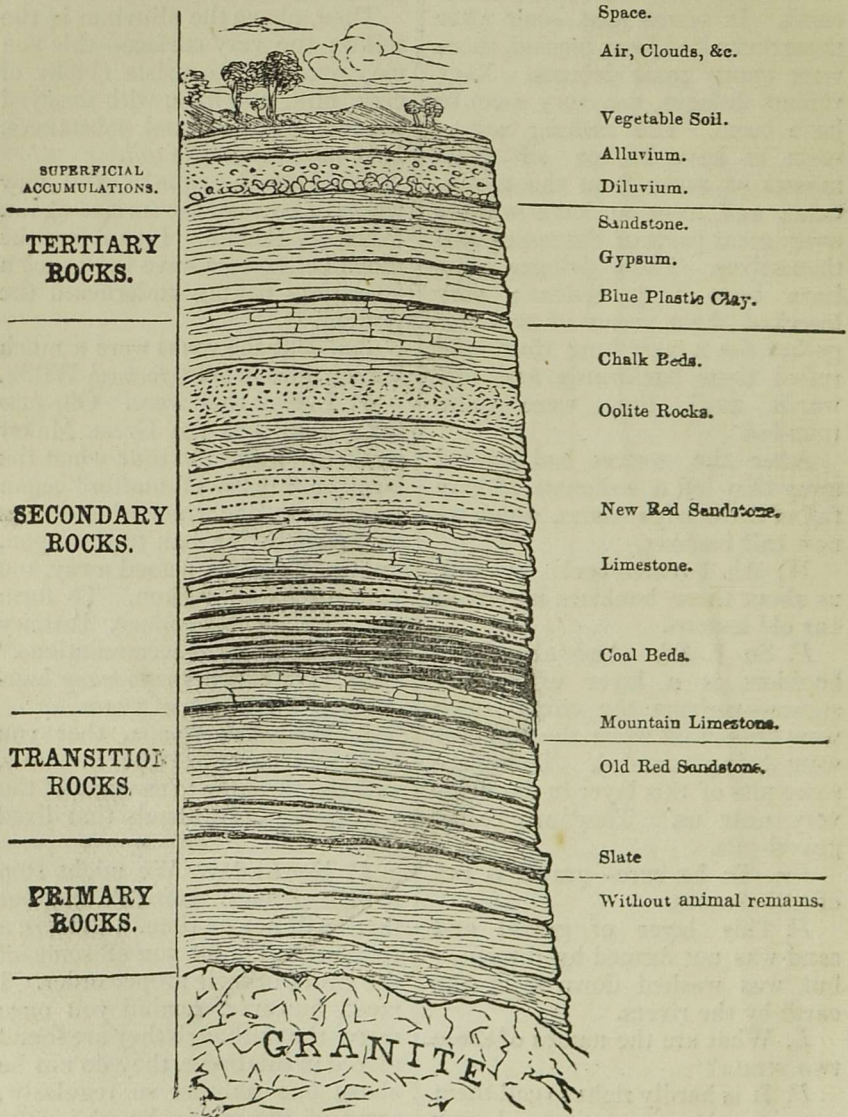 Space.
Air, Clouds, &c.
Vegetable Soil.
Alluvium.
SUPERFICIAL
ACCUMULATIONS.
Diluvium.
Sandstone.
TERTIARY
ROCKS.
Gypsum.
Blue Plastic Clay.
Chalk Beds.
Oolite Rocks.
SECONDARY
ROCKS.
New Red Sandstone.
Limestone.
Coal Beds.
Mountain Limestone.
TRANSITION
ROCKS
Old Red Sandstone.
Slate
PRIMARY
ROCKS.
Without animal remains.
GRANITE